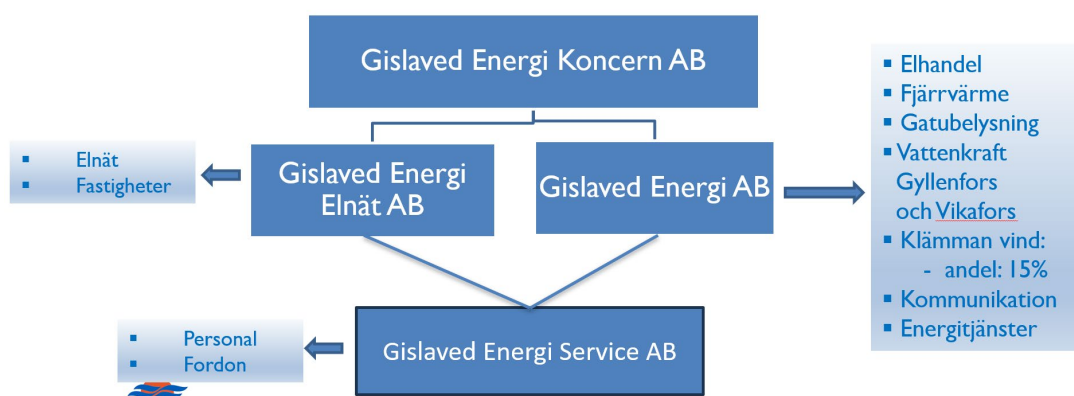 Gislaved Energi Koncern AB
▪ Elnät
▪ Fastigheter
Gislaved Energi
Elnät AB
Gislaved Energi AB
▪ Elhandel
▪ Fjärrvärme
▪ Gatubelysning
▪ Vattenkraft
Gyllenfors
och Vikafors
▪ Klämman vind:
- andel: 15%
▪ Kommunikation
▪ Energitjänster
▪ Personal
▪ Fordon
Gislaved Energi Service AB